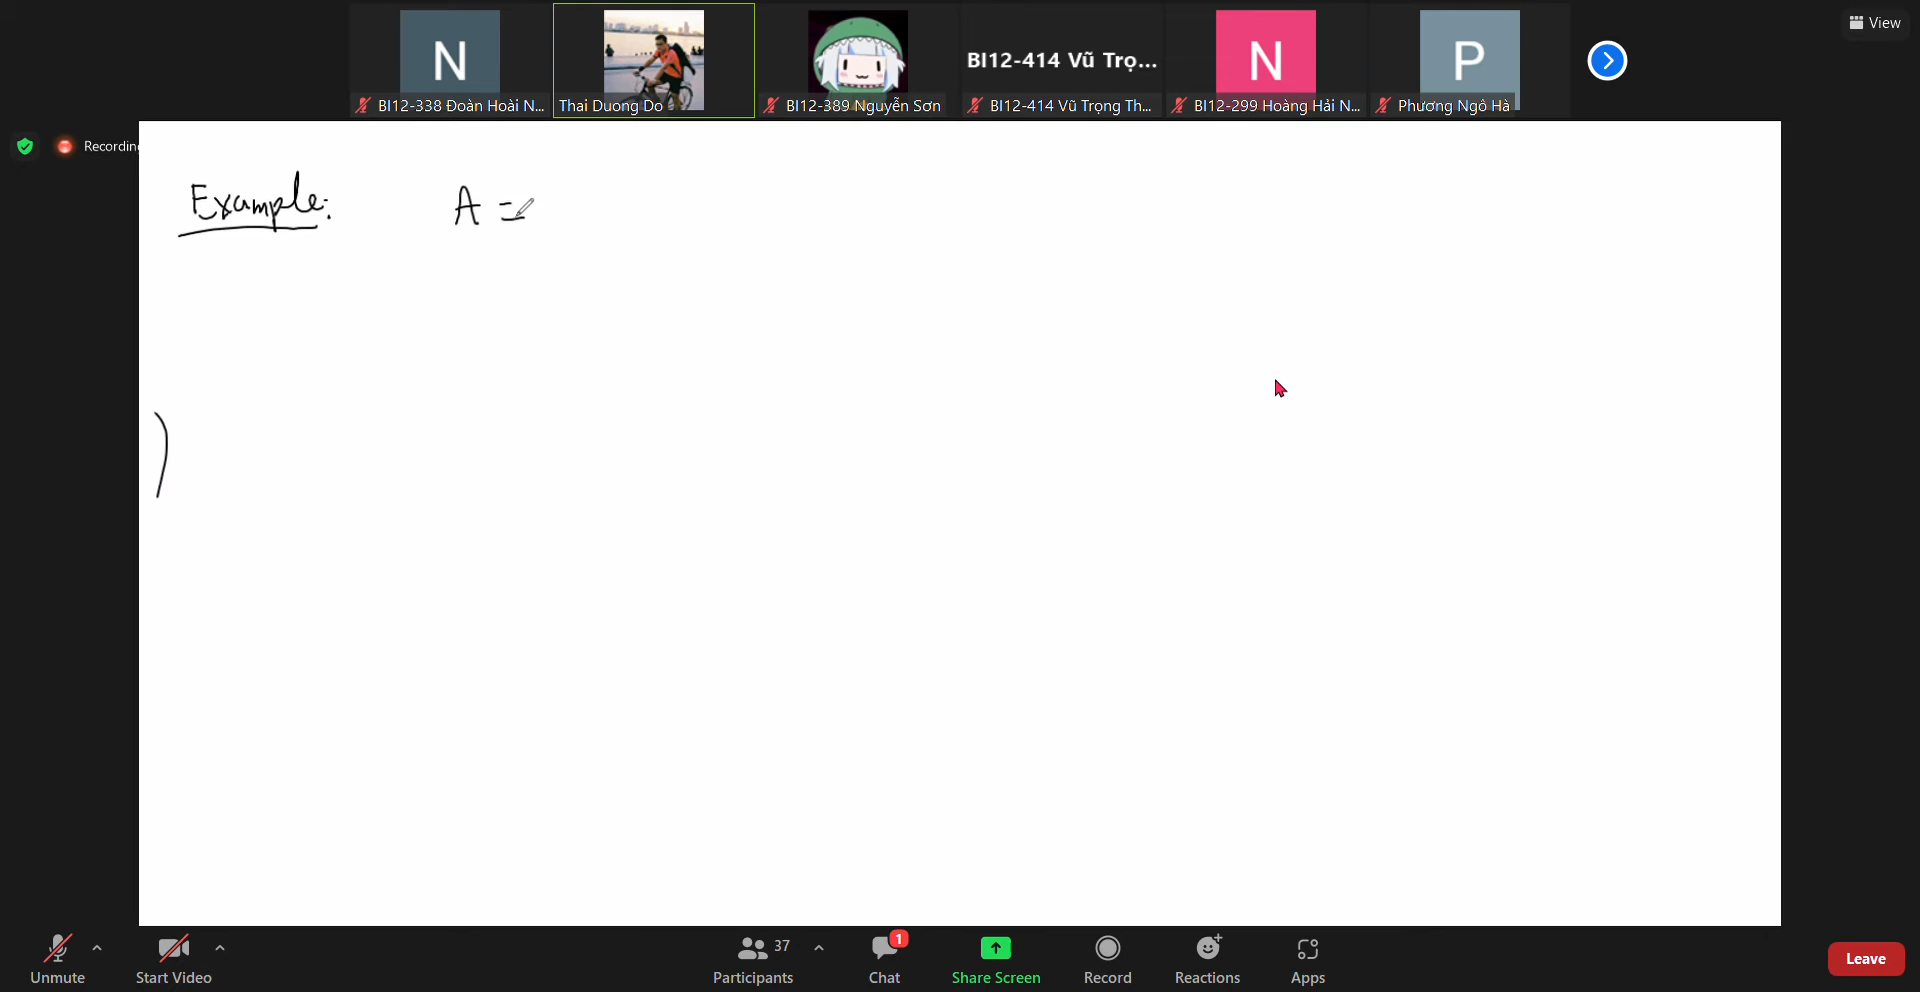 View
N
BI12-338 Đoàn Hoài N...
Thai Duong Do
BI12-389 Nguyễn Sơn
BI12-414 Vũ Trọ...
BI12-414 Vũ Trọng Th...
N
BI12-299 Hoàng Hải N...
P
Phương Ngô Hà
Recording
Example: A =
)
Unmute
Start Video
37
Participants
1
Chat
Share Screen
Record
Reactions
Apps
Leave